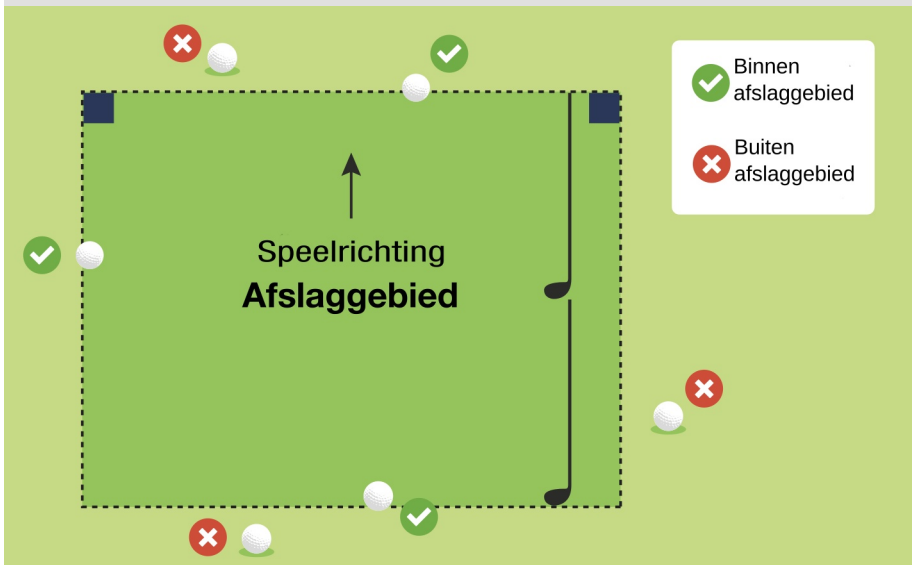 Binnen
afslaggebied
Buiten
afslaggebied
Speelrichting
Afslaggebied